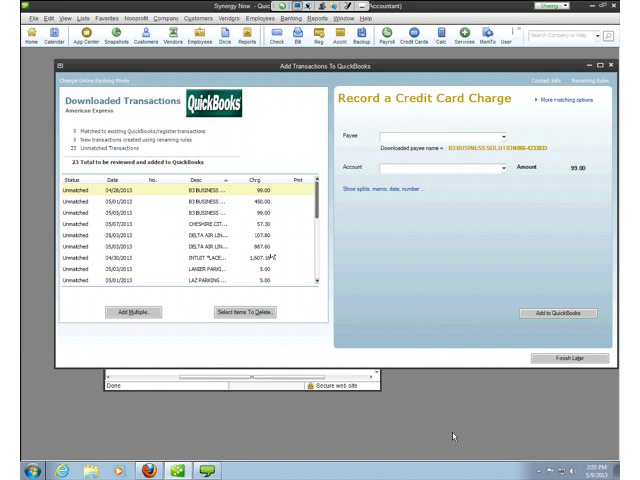 Synergy Now - Quic Accountant)
Sharing
File Edit View Lists Favorites Nonprofit Company Customers Vendors Employees Banking Reports Window Help
Home Calendar App Center Snapshots Customers Vendors Employees Docs Reports Check Bill Reg Accnt Backup Payroll Credit Cards Calc Services MemTx User
Search Company or Help
Add Transactions To QuickBooks
Change Online Banking Mode Contact Info Renaming Rules
Downloaded Transactions QuickBooks
American Express
0 Matched to existing QuickBooks/register transactions
0 New transactions created using renaming rules
23 Unmatched Transactions
23 Total to be reviewed and added to QuickBooks
Status Date No. Desc Chrg Pmt
Unmatched 04/28/2013 B3 BUSINESS ... 99.00
Unmatched 05/01/2013 B3 BUSINESS ... 450.00
Unmatched 05/05/2013 B3 BUSINESS ... 99.00
Unmatched 05/07/2013 CHESHIRE CIT... 57.30
Unmatched 05/03/2013 DELTA AIR LIN... 107.80
Unmatched 05/03/2013 DELTA AIR LIN... 887.60
Unmatched 04/30/2013 INTUIT *LACE...
Unmatched 05/03/2013 LANIER PARKI... 5.00
Unmatched 05/01/2013 LAZ PARKING ... 5.00
Add Multiple... Select Items To Delete...
Record a Credit Card Charge
More matching options
Payee
Downloaded payee name = B3 BUSINESS SOLUTION866-4233833
Account Amount 99.00
Show splits, memo, date, number ...
Add to QuickBooks
Finish Later
Done Secure web site
2:55 PM
5/9/2013